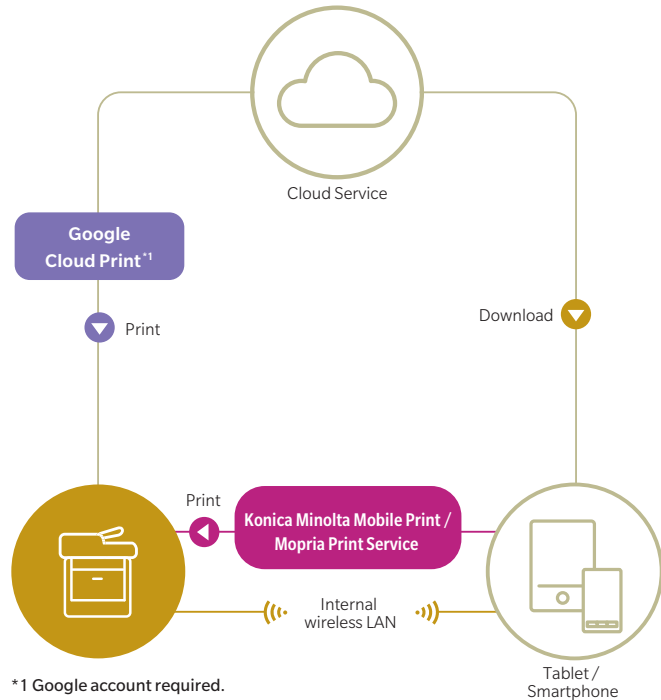 Cloud Service
Google
Cloud Print*1
Print
Download
Print
Konica Minolta Mobile Print /
Mopria Print Service
Internal
wireless LAN
Tablet /
Smartphone
*1 Google account required.